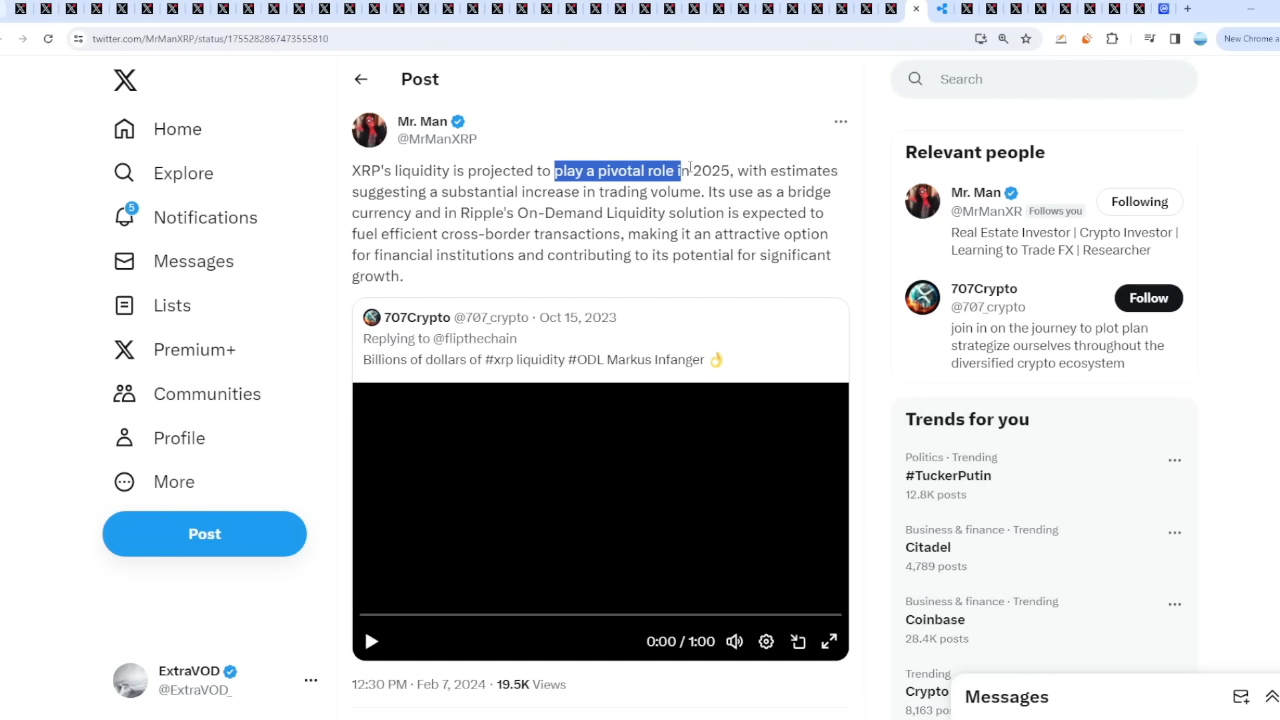 twitter.com/MrManXRP/status/1755282867473555810
New Chrome a
Home
Explore
5
Notifications
Messages
Lists
Premium+
Communities
Profile
More
Post
ExtraVOD
@ExtraVOD_
Post
Mr. Man
@MrManXRP
XRP's liquidity is projected to play a pivotal role in 2025, with estimates
suggesting a substantial increase in trading volume. Its use as a bridge
currency and in Ripple's On-Demand Liquidity solution is expected to
fuel efficient cross-border transactions, making it an attractive option
for financial institutions and contributing to its potential for significant
growth.
707Crypto @707_crypto · Oct 15, 2023
Replying to @flipthechain
Billions of dollars of #xrp liquidity #ODL Markus Infanger 👌
0:00 / 1:00
12:30 PM · Feb 7, 2024 · 19.5K Views
Search
Relevant people
Mr. Man
@MrManXR Follows you
Following
Real Estate Investor | Crypto Investor |
Learning to Trade FX | Researcher
707Crypto
@707_crypto
Follow
join in on the journey to plot plan
strategize ourselves throughout the
diversified crypto ecosystem
Trends for you
Politics · Trending
#TuckerPutin
12.8K posts
Business & finance · Trending
Citadel
4,789 posts
Business & finance · Trending
Coinbase
28.4K posts
Trending
Crypto
8,163 po
Messages